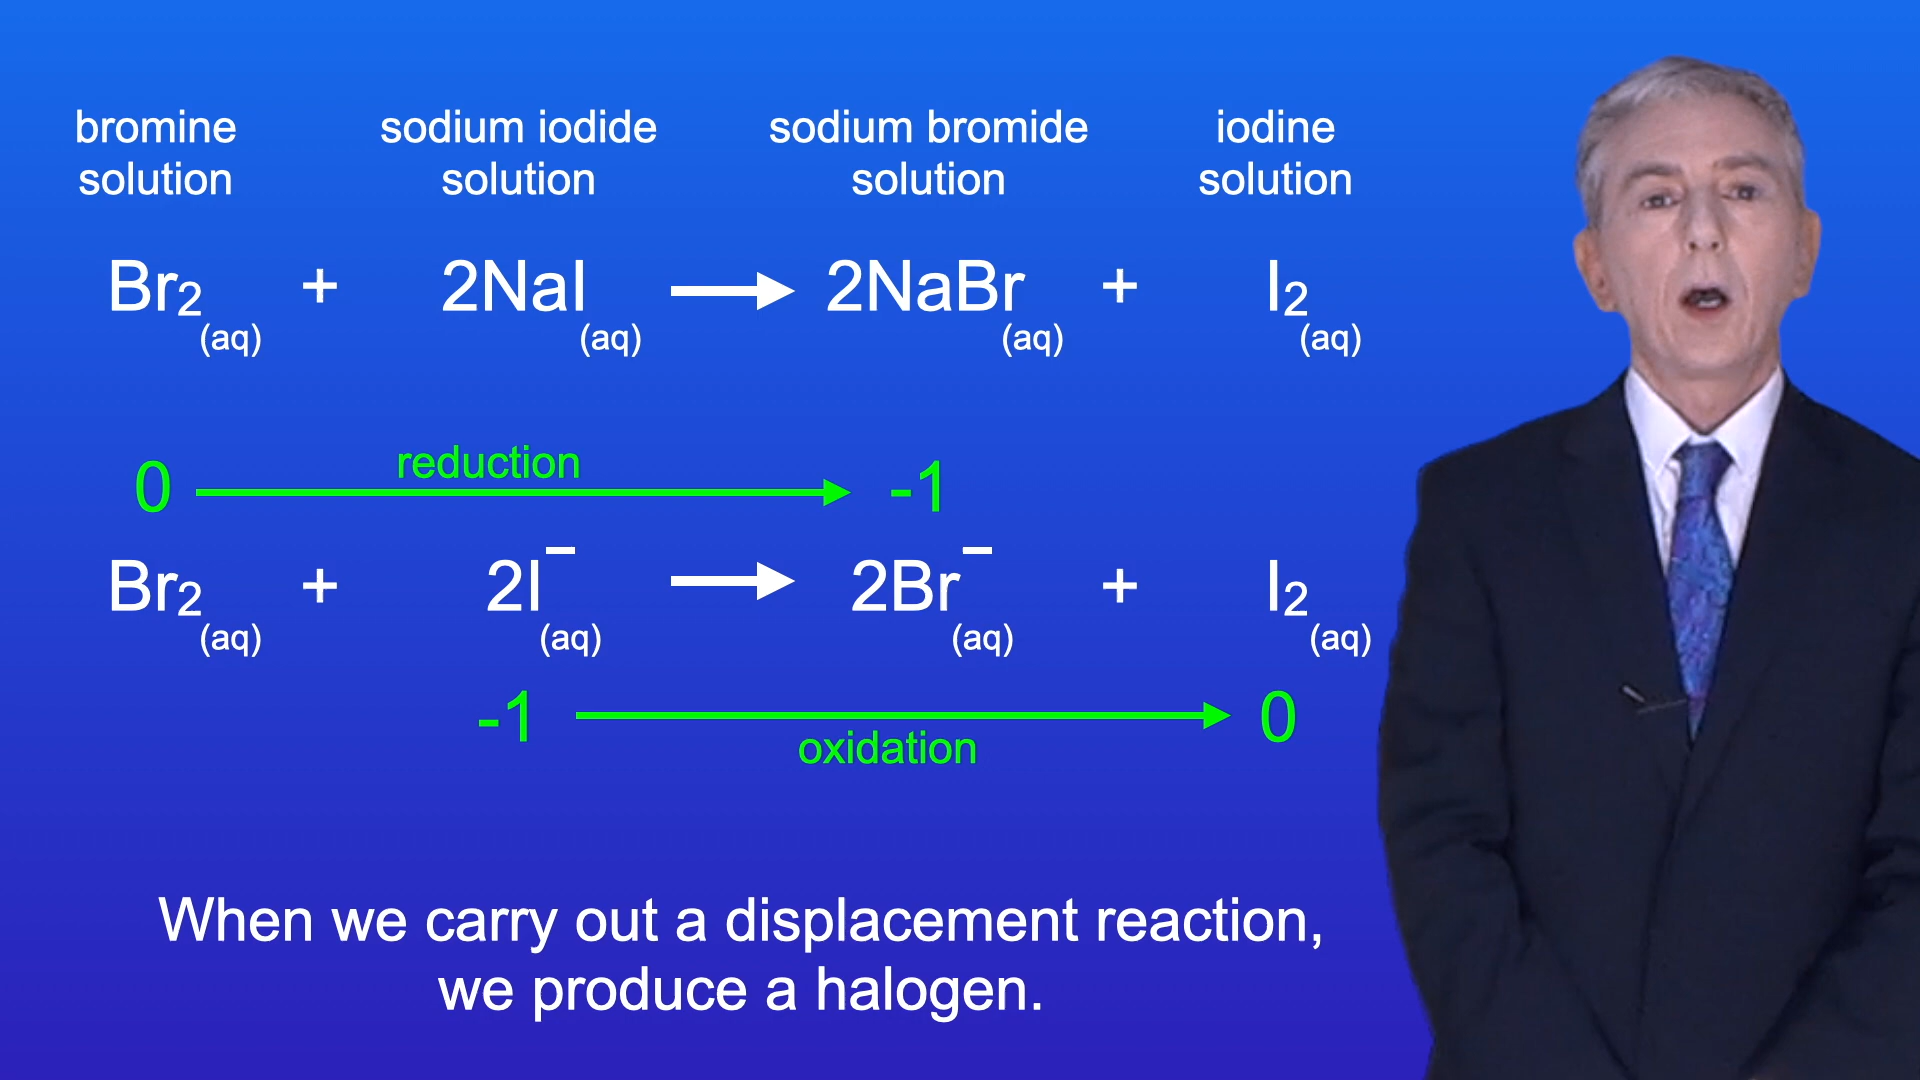 bromine sodium iodide sodium bromide iodine
solution solution solution solution
Br₂(aq) + 2NaI(aq) → 2NaBr(aq) + I₂(aq)
0 reduction -1
Br₂(aq) + 2I⁻(aq) → 2Br⁻(aq) + I₂(aq)
-1 oxidation 0
When we carry out a displacement reaction,
we produce a halogen.